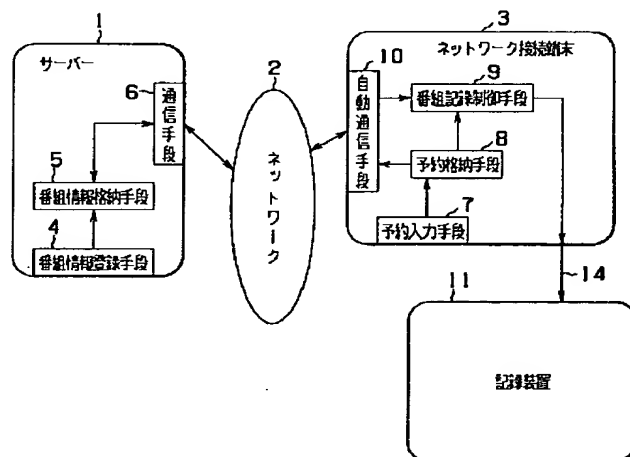 1
サーバー
6
通信手段
5
番組情報格納手段
4
番組情報登録手段
2
ネットワーク
3
ネットワーク接続端末
10
自動通信手段
9
番組記録制御手段
8
予約格納手段
7
予約入力手段
14
11
記録装置